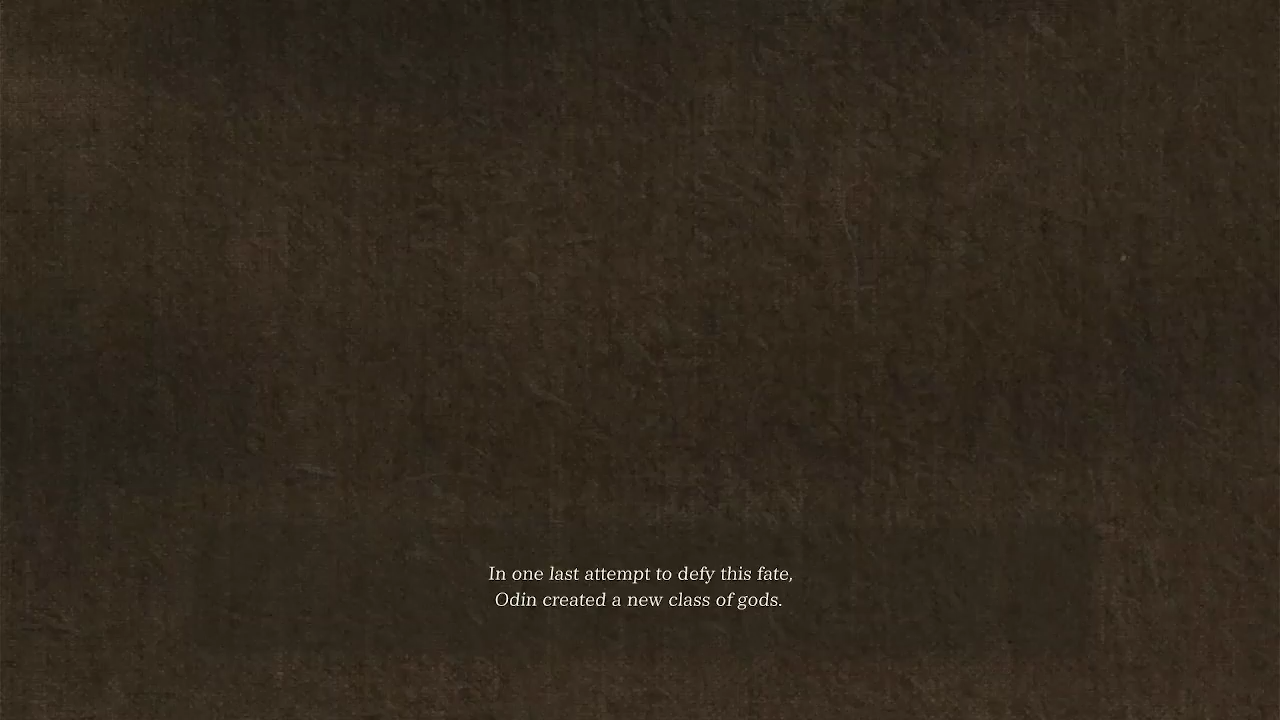 In one last attempt to defy this fate,
Odin created a new class of gods.